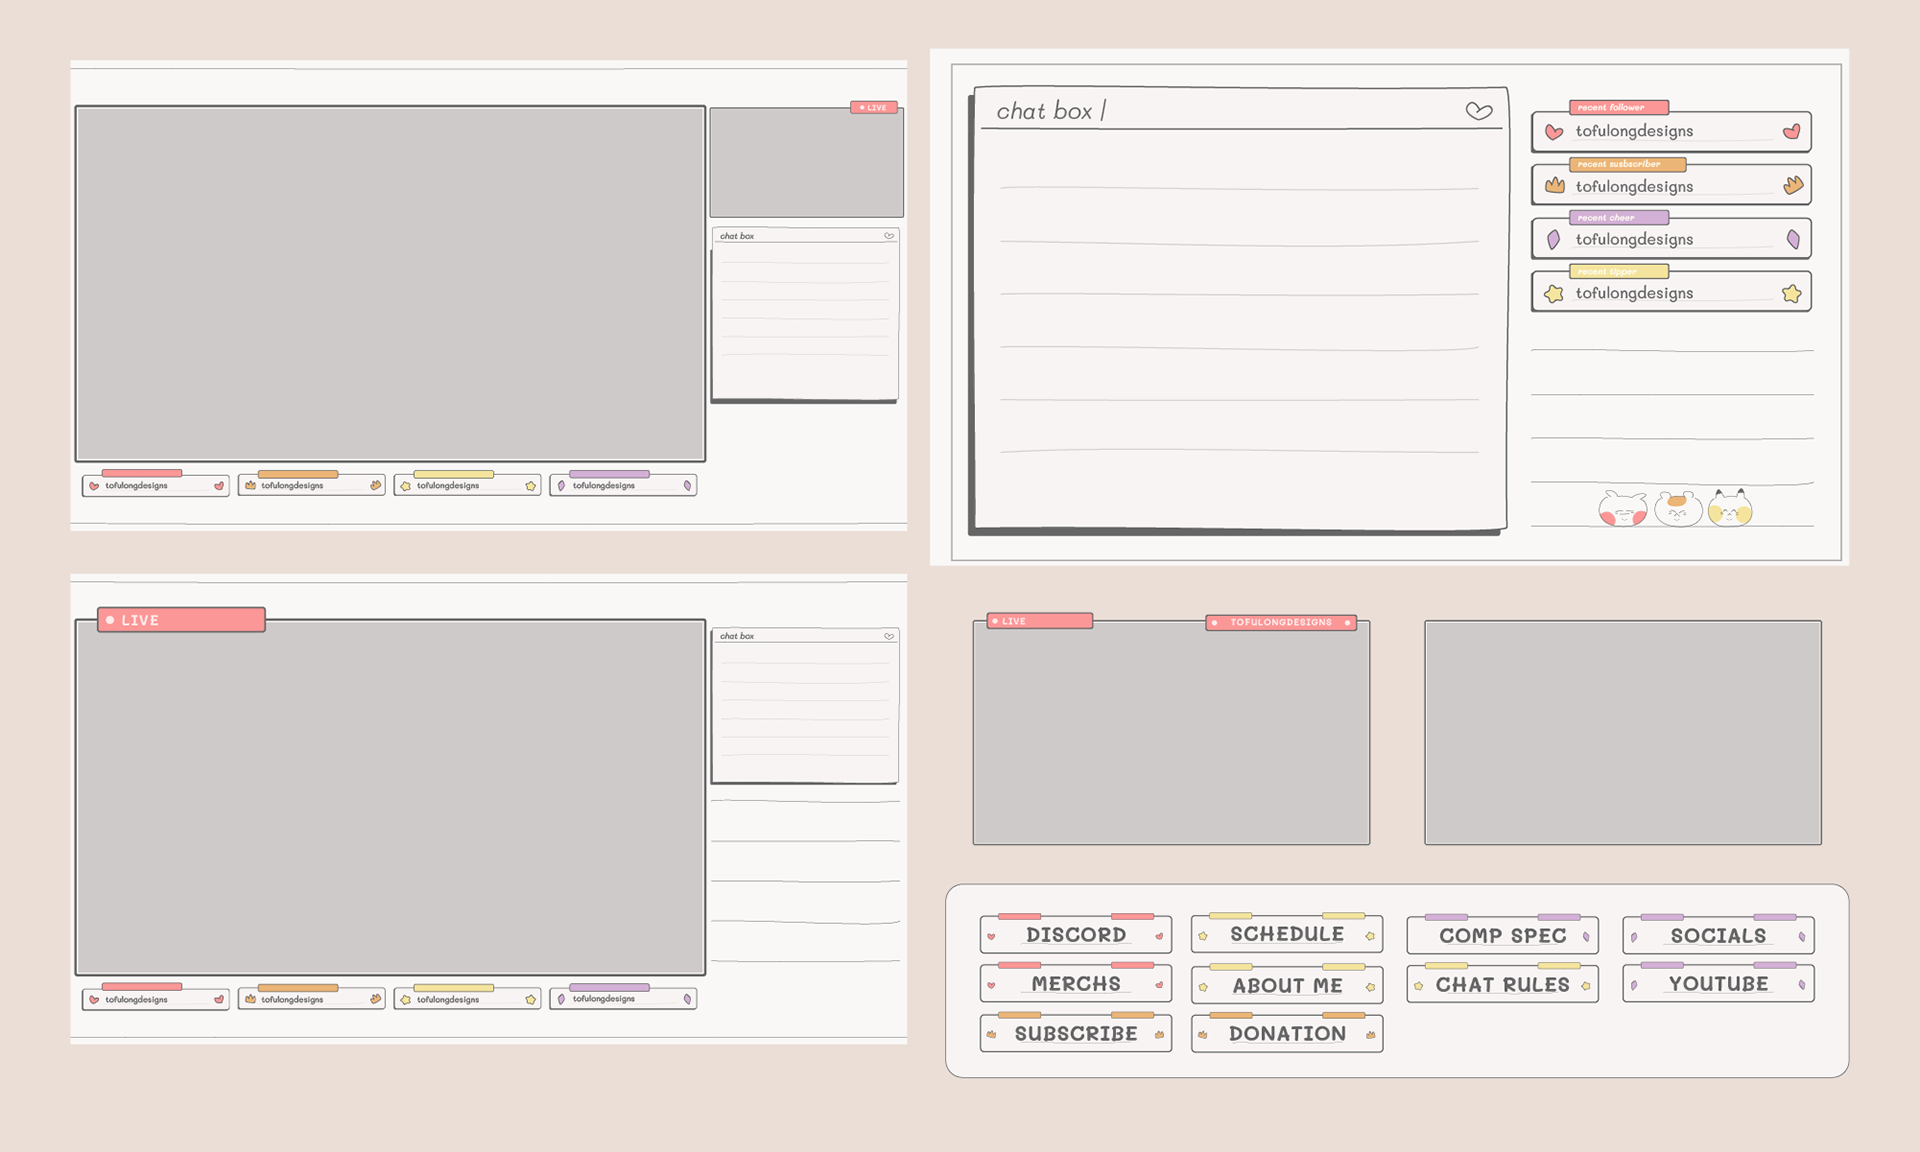 LIVE
chat box
tofulongdesigns
tofulongdesigns
tofulongdesigns
tofulongdesigns
chat box /
recent follower
tofulongdesigns
recent susbscriber
tofulongdesigns
recent cheer
tofulongdesigns
recent tipper
tofulongdesigns
LIVE
chat box
tofulongdesigns
tofulongdesigns
tofulongdesigns
tofulongdesigns
LIVE
TOFULONGDESIGNS
DISCORD
SCHEDULE
COMP SPEC
SOCIALS
MERCHS
ABOUT ME
CHAT RULES
YOUTUBE
SUBSCRIBE
DONATION